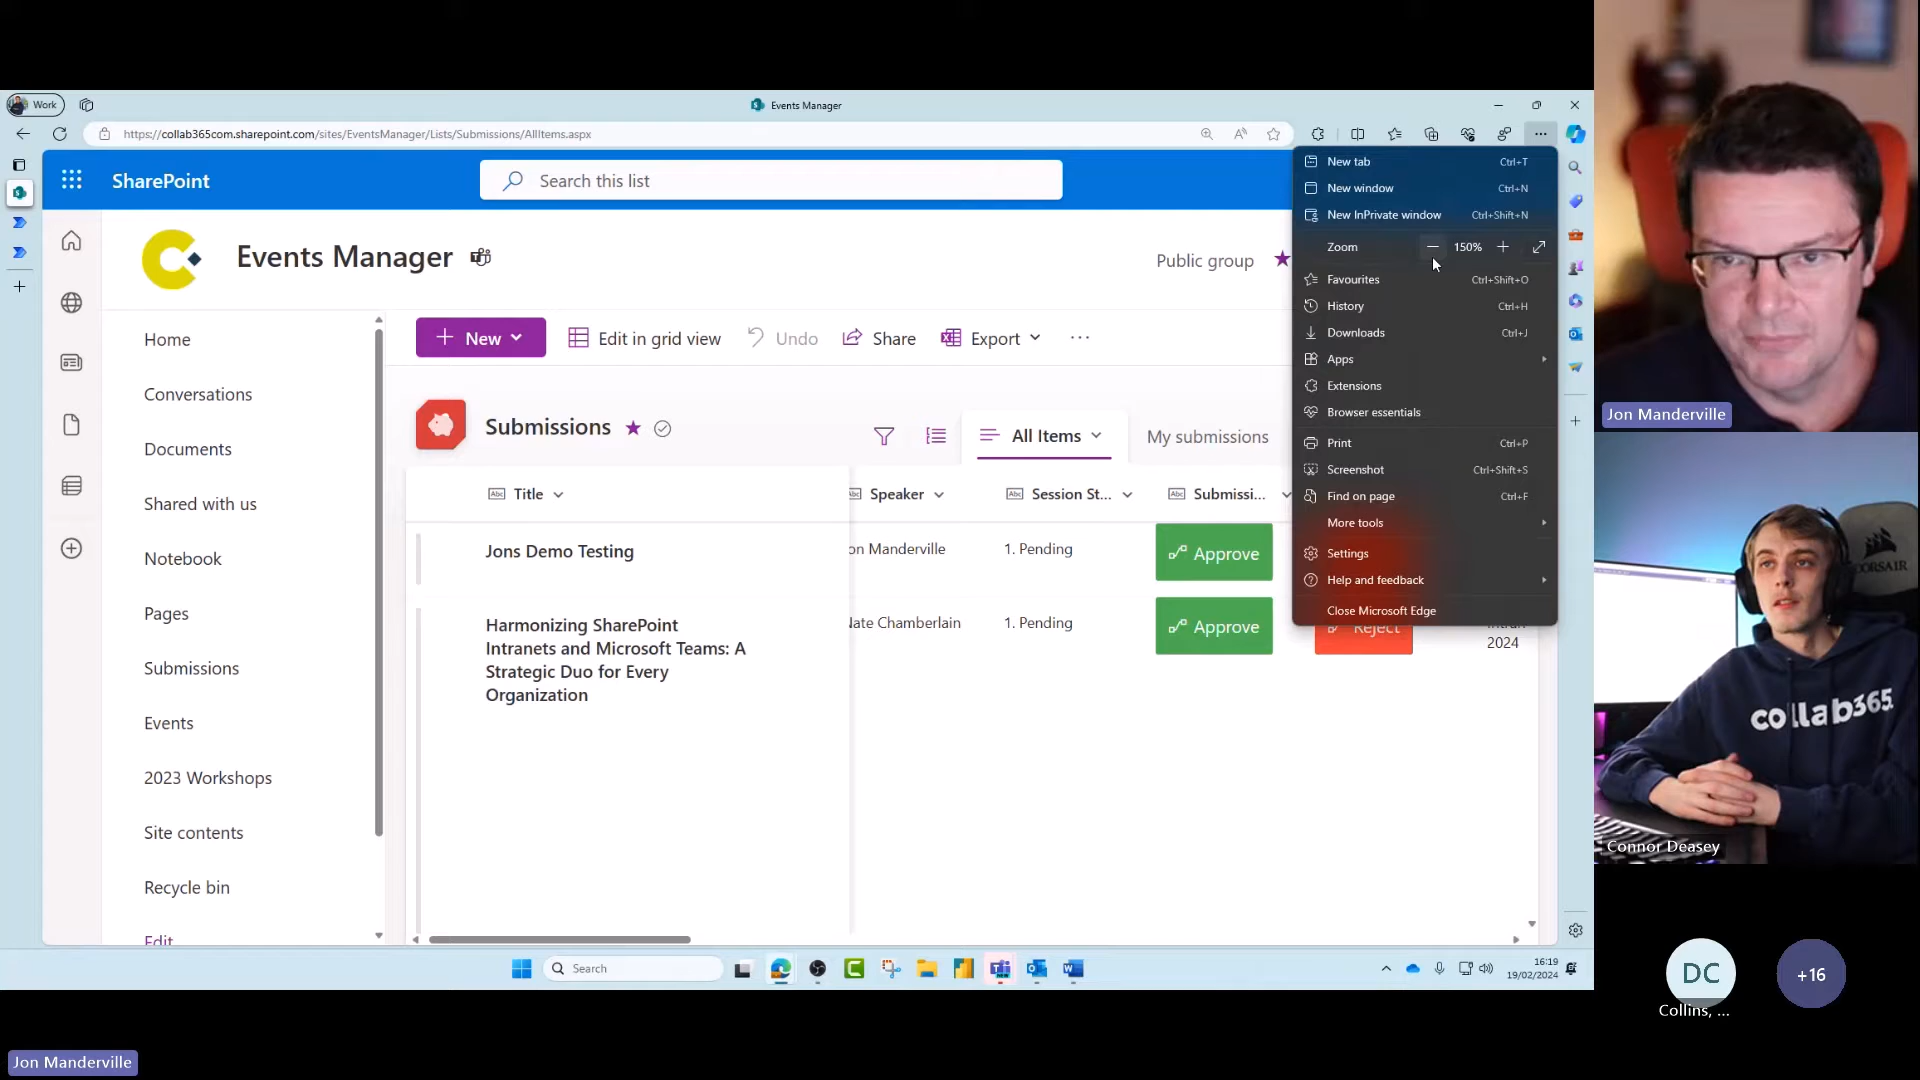 Work
Events Manager
https://collab365com.sharepoint.com/sites/EventsManager/Lists/Submissions/AllItems.aspx
SharePoint
Search this list
Events Manager
Public group
Home
Conversations
Documents
Shared with us
Notebook
Pages
Submissions
Events
2023 Workshops
Site contents
Recycle bin
Edit
New
Edit in grid view
Undo
Share
Export
Submissions
All Items
My submissions
Title
Speaker
Session St...
Submissi...
Jons Demo Testing
on Manderville
1. Pending
Approve
Harmonizing SharePoint
Intranets and Microsoft Teams: A
Strategic Duo for Every
Organization
Nate Chamberlain
1. Pending
Approve
Reject
2024
New tab Ctrl+T
New window Ctrl+N
New InPrivate window Ctrl+Shift+N
Zoom 150%
Favourites Ctrl+Shift+O
History Ctrl+H
Downloads Ctrl+J
Apps
Extensions
Browser essentials
Print Ctrl+P
Screenshot Ctrl+Shift+S
Find on page Ctrl+F
More tools
Settings
Help and feedback
Close Microsoft Edge
Search
16:19
19/02/2024
Jon Manderville
CORSAIR
collab365
Connor Deasey
DC
Collins, ...
+16
Jon Manderville